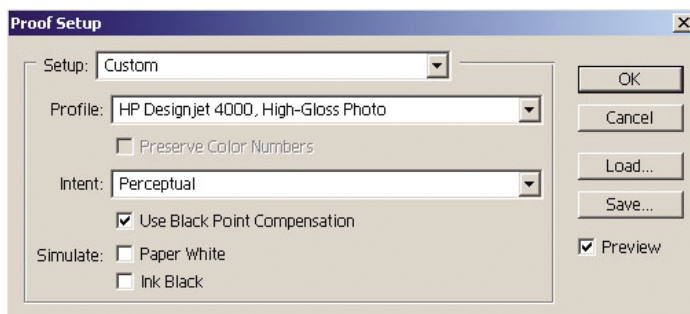 Proof Setup
Setup: Custom
OK
Profile: HP Designjet 4000, High-Gloss Photo
Cancel
Preserve Color Numbers
Load...
Intent: Perceptual
Save...
Use Black Point Compensation
Preview
Simulate: Paper White
Ink Black